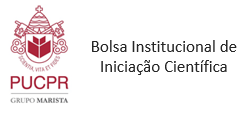 SCIENTIA, VITA ET FIDES
PUCPR
GRUPO MARISTA
Bolsa Institucional de
Iniciação Científica